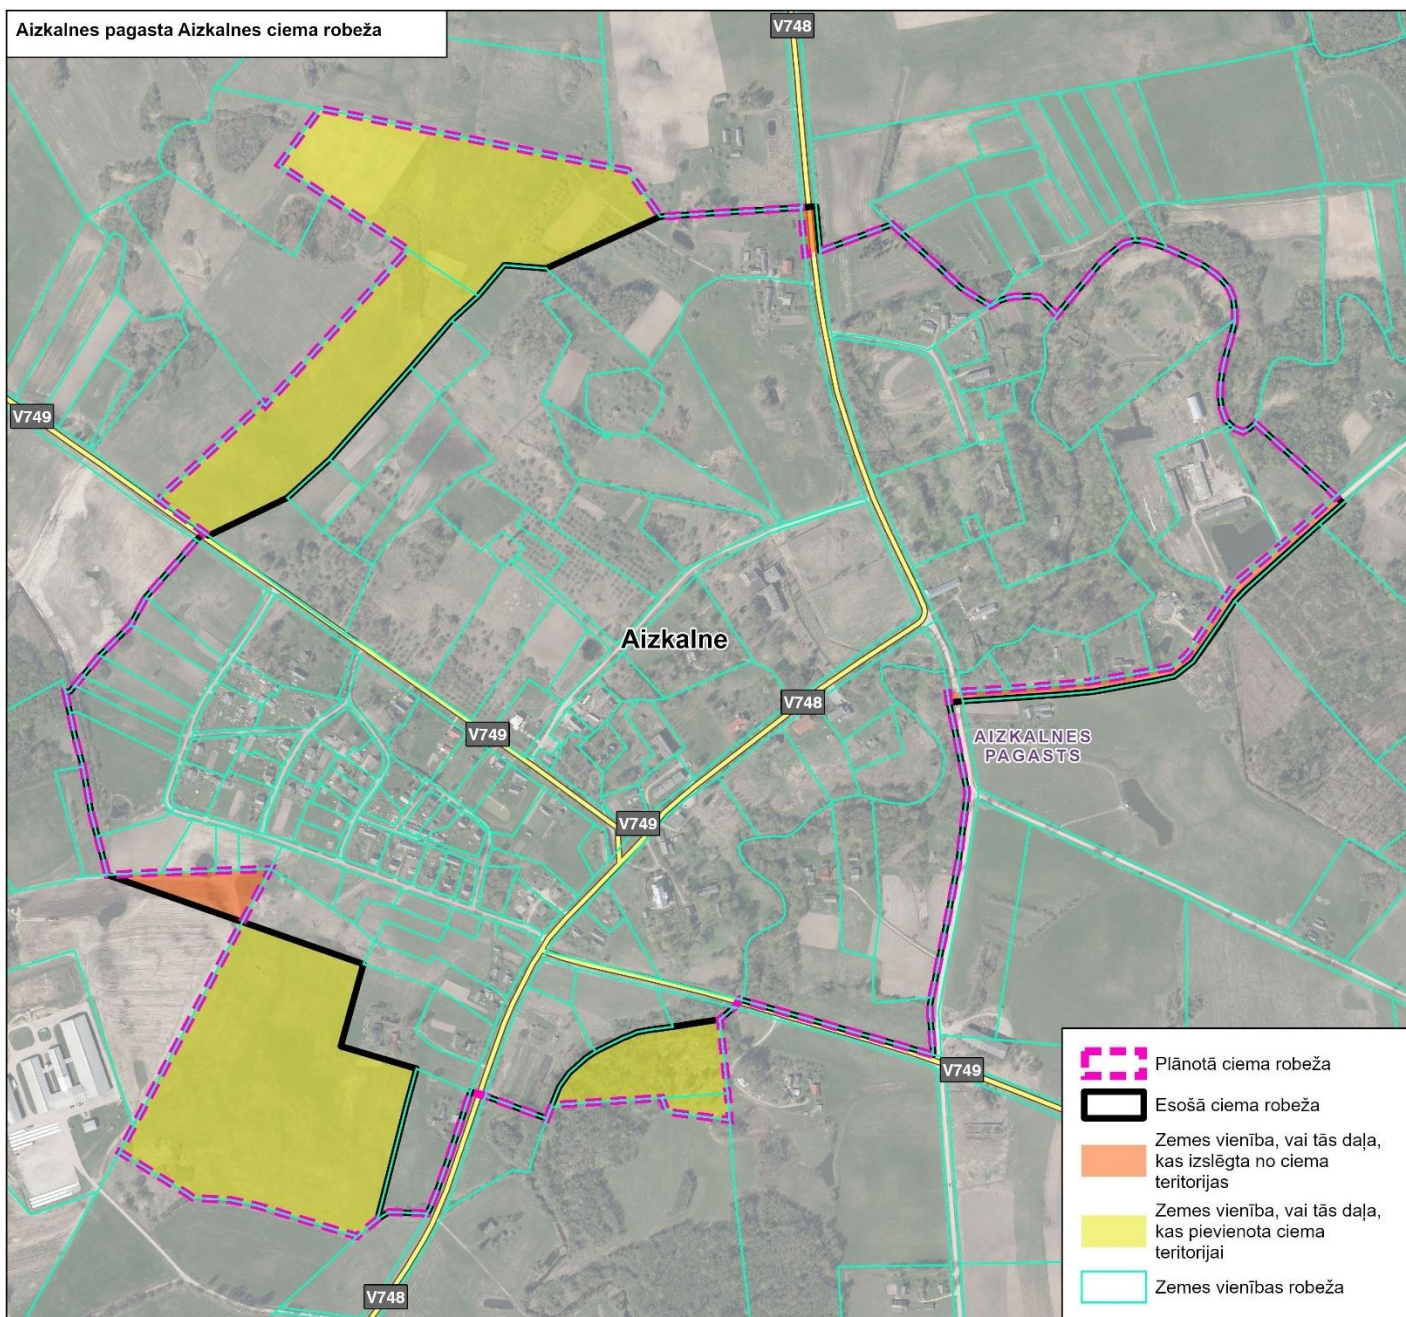 Aizkalnes pagasta Aizkalnes ciema robeža
V748
V749
Aizkalne
V748
V749
AIZKALNES
PAGASTS
V749
V749
V748
Plānotā ciema robeža
Esošā ciema robeža
Zemes vienība, vai tās daļa,
kas izslēgta no ciema
teritorijas
Zemes vienība, vai tās daļa,
kas pievienota ciema
teritorijai
Zemes vienības robeža